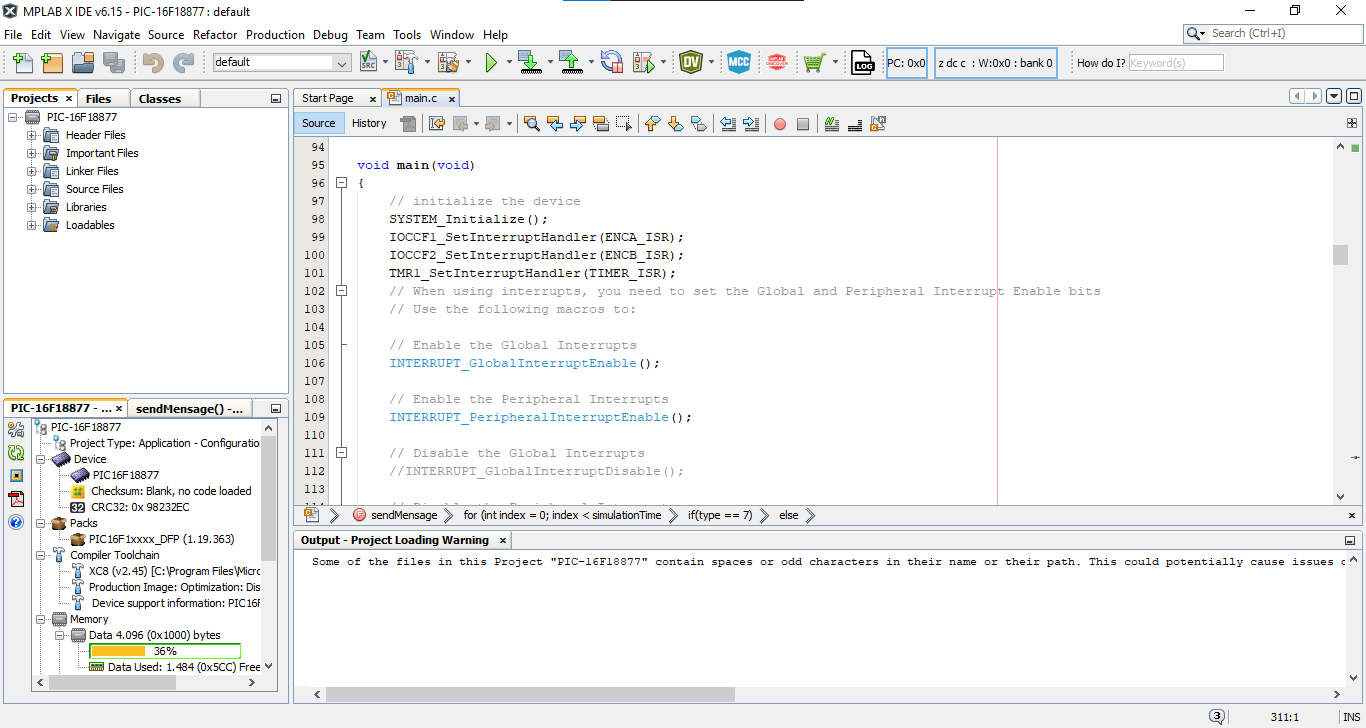 MPLAB X IDE v6.15 - PIC-16F18877 : default
File Edit View Navigate Source Refactor Production Debug Team Tools Window Help
Search (Ctrl+I)
default
SRC
DV
MCC
LOG
PC: 0x0
z dc c : W:0x0 : bank 0
How do I?
Keyword(s)
Projects Files Classes
PIC-16F18877
Header Files
Important Files
Linker Files
Source Files
Libraries
Loadables
Start Page main.c
Source History
94
95 void main(void)
96 {
97 // initialize the device
98 SYSTEM_Initialize();
99 IOCCF1_SetInterruptHandler(ENCA_ISR);
100 IOCCF2_SetInterruptHandler(ENCB_ISR);
101 TMR1_SetInterruptHandler(TIMER_ISR);
102 // When using interrupts, you need to set the Global and Peripheral Interrupt Enable bits
103 // Use the following macros to:
104
105 // Enable the Global Interrupts
106 INTERRUPT_GlobalInterruptEnable();
107
108 // Enable the Peripheral Interrupts
109 INTERRUPT_PeripheralInterruptEnable();
110
111 // Disable the Global Interrupts
112 //INTERRUPT_GlobalInterruptDisable();
113
sendMessage for (int index = 0; index < simulationTime if(type == 7) else
PIC-16F18877 - ... sendMessage() -...
PIC-16F18877
Project Type: Application - Configuratio
Device
PIC16F18877
Checksum: Blank, no code loaded
32 CRC32: 0x 98232EC
Packs
PIC16F1xxxx_DFP (1.19.363)
Compiler Toolchain
XC8 (v2.45) [C:\Program Files\Micro
Production Image: Optimization: Dis
Device support information: PIC16F
Memory
Data 4.096 (0x1000) bytes
36%
Data Used: 1.484 (0x5CC) Free
Output - Project Loading Warning
Some of the files in this Project "PIC-16F18877" contain spaces or odd characters in their name or their path. This could potentially cause issues
3
311:1
INS